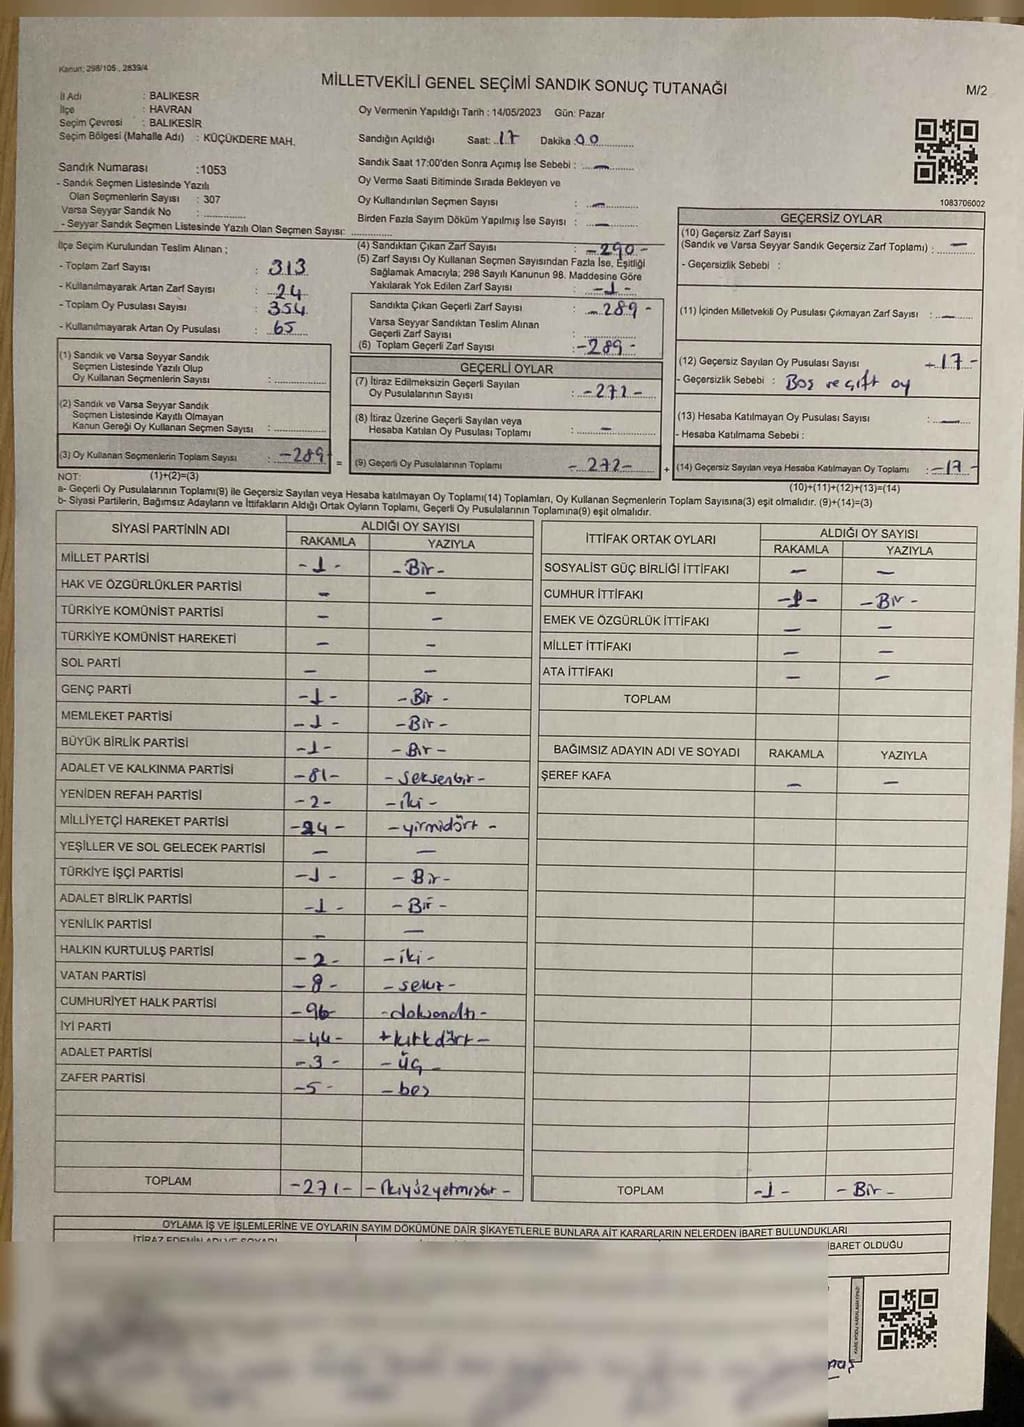 Kanun: 298/105 , 2839/4
MİLLETVEKİLİ GENEL SEÇİMİ SANDIK SONUÇ TUTANAĞI
M/2
İl Adı : BALIKESR
İlçe : HAVRAN
Seçim Çevresi : BALIKESİR
Seçim Bölgesi (Mahalle Adı) : KÜÇÜKDERE MAH.
Sandık Numarası :1053
- Sandık Seçmen Listesinde Yazılı
Olan Seçmenlerin Sayısı : 307
Varsa Seyyar Sandık No :
- Seyyar Sandık Seçmen Listesinde Yazılı Olan Seçmen Sayısı:
Oy Vermenin Yapıldığı Tarih : 14/05/2023 Gün: Pazar
Sandığın Açıldığı Saat: 17 Dakika: 00
Sandık Saat 17:00'den Sonra Açımış İse Sebebi : —
Oy Verme Saati Bitiminde Sırada Bekleyen ve
Oy Kullandırılan Seçmen Sayısı : —
Birden Fazla Sayım Döküm Yapılmış İse Sayısı : —
1083706002
İlçe Seçim Kurulundan Teslim Alınan ;
- Toplam Zarf Sayısı : 313
- Kullanılmayarak Artan Zarf Sayısı : 24
- Toplam Oy Pusulası Sayısı : 354
- Kullanılmayarak Artan Oy Pusulası : 65
(1) Sandık ve Varsa Seyyar Sandık
Seçmen Listesinde Yazılı Olup
Oy Kullanan Seçmenlerin Sayısı :
(2) Sandık ve Varsa Seyyar Sandık
Seçmen Listesinde Kayıtlı Olmayan
Kanun Gereği Oy Kullanan Seçmen Sayısı :
(3) Oy Kullanan Seçmenlerin Toplam Sayısı : -289 =
(4) Sandıktan Çıkan Zarf Sayısı : -290-
(5) Zarf Sayısı Oy Kullanan Seçmen Sayısından Fazla İse, Eşitliği
Sağlamak Amacıyla; 298 Sayılı Kanunun 98. Maddesine Göre
Yakılarak Yok Edilen Zarf Sayısı : -1-
Sandıkta Çıkan Geçerli Zarf Sayısı : -289-
Varsa Seyyar Sandıktan Teslim Alınan
Geçerli Zarf Sayısı :
(6) Toplam Geçerli Zarf Sayısı :-289-
GEÇERLİ OYLAR
(7) İtiraz Edilmeksizin Geçerli Sayılan
Oy Pusulalarının Sayısı : -272-
(8) İtiraz Üzerine Geçerli Sayılan veya
Hesaba Katılan Oy Pusulası Toplamı : —
(9) Geçerli Oy Pusulalarının Toplamı : -272- +
GEÇERSİZ OYLAR
(10) Geçersiz Zarf Sayısı
(Sandık ve Varsa Seyyar Sandık Geçersiz Zarf Toplamı) : —
- Geçersizlik Sebebi :
(11) İçinden Milletvekili Oy Pusulası Çıkmayan Zarf Sayısı : —
(12) Geçersiz Sayılan Oy Pusulası Sayısı : -17-
- Geçersizlik Sebebi : Boş ve çift oy
(13) Hesaba Katılmayan Oy Pusulası Sayısı : —
- Hesaba Katılmama Sebebi :
(14) Geçersiz Sayılan veya Hesaba Katılmayan Oy Toplamı : -17-
NOT: (1)+(2)=(3)
(10)+(11)+(12)+(13)=(14)
a- Geçerli Oy Pusulalarının Toplamı(9) ile Geçersiz Sayılan veya Hesaba katılmayan Oy Toplamı(14) Toplamları, Oy Kullanan Seçmenlerin Toplam Sayısına(3) eşit olmalıdır. (9)+(14)=(3)
b- Siyasi Partilerin, Bağımsız Adayların ve İttifakların Aldığı Ortak Oyların Toplamı, Geçerli Oy Pusulalarının Toplamına(9) eşit olmalıdır.
SİYASİ PARTİNİN ADI ALDIĞI OY SAYISI
RAKAMLA YAZIYLA
MİLLET PARTİSİ -1- -Bir-
HAK VE ÖZGÜRLÜKLER PARTİSİ — —
TÜRKİYE KOMÜNİST PARTİSİ — —
TÜRKİYE KOMÜNİST HAREKETİ — —
SOL PARTİ — —
GENÇ PARTİ -1- -Bir-
MEMLEKET PARTİSİ -1- -Bir-
BÜYÜK BİRLİK PARTİSİ -1- -Bir-
ADALET VE KALKINMA PARTİSİ -81- -seksenbir-
YENİDEN REFAH PARTİSİ -2- -iki-
MİLLİYETÇİ HAREKET PARTİSİ -24- -yirmidört-
YEŞİLLER VE SOL GELECEK PARTİSİ — —
TÜRKİYE İŞÇİ PARTİSİ -1- -Bir-
ADALET BİRLİK PARTİSİ -1- -Bir-
YENİLİK PARTİSİ — —
HALKIN KURTULUŞ PARTİSİ -2- -iki-
VATAN PARTİSİ -8- -sekiz-
CUMHURİYET HALK PARTİSİ -96- -doksandtı-
İYİ PARTİ -44- -kırkdört-
ADALET PARTİSİ -3- -üç-
ZAFER PARTİSİ -5- -beş
TOPLAM -271- -ikiyüzyetmişbir-
İTTİFAK ORTAK OYLARI ALDIĞI OY SAYISI
RAKAMLA YAZIYLA
SOSYALİST GÜÇ BİRLİĞİ İTTİFAKI — —
CUMHUR İTTİFAKI -1- -Bir-
EMEK VE ÖZGÜRLÜK İTTİFAKI — —
MİLLET İTTİFAKI — —
ATA İTTİFAKI — —
TOPLAM
BAĞIMSIZ ADAYIN ADI VE SOYADI RAKAMLA YAZIYLA
ŞEREF KAFA — —
TOPLAM -1- -Bir-
OYLAMA İŞ VE İŞLEMLERİNE VE OYLARIN SAYIM DÖKÜMÜNE DAİR ŞİKAYETLERLE BUNLARA AİT KARARLARIN NELERDEN İBARET BULUNDUKLARI
İTİRAZ EDENİN ADI VE SOYADI
İBARET OLDUĞU